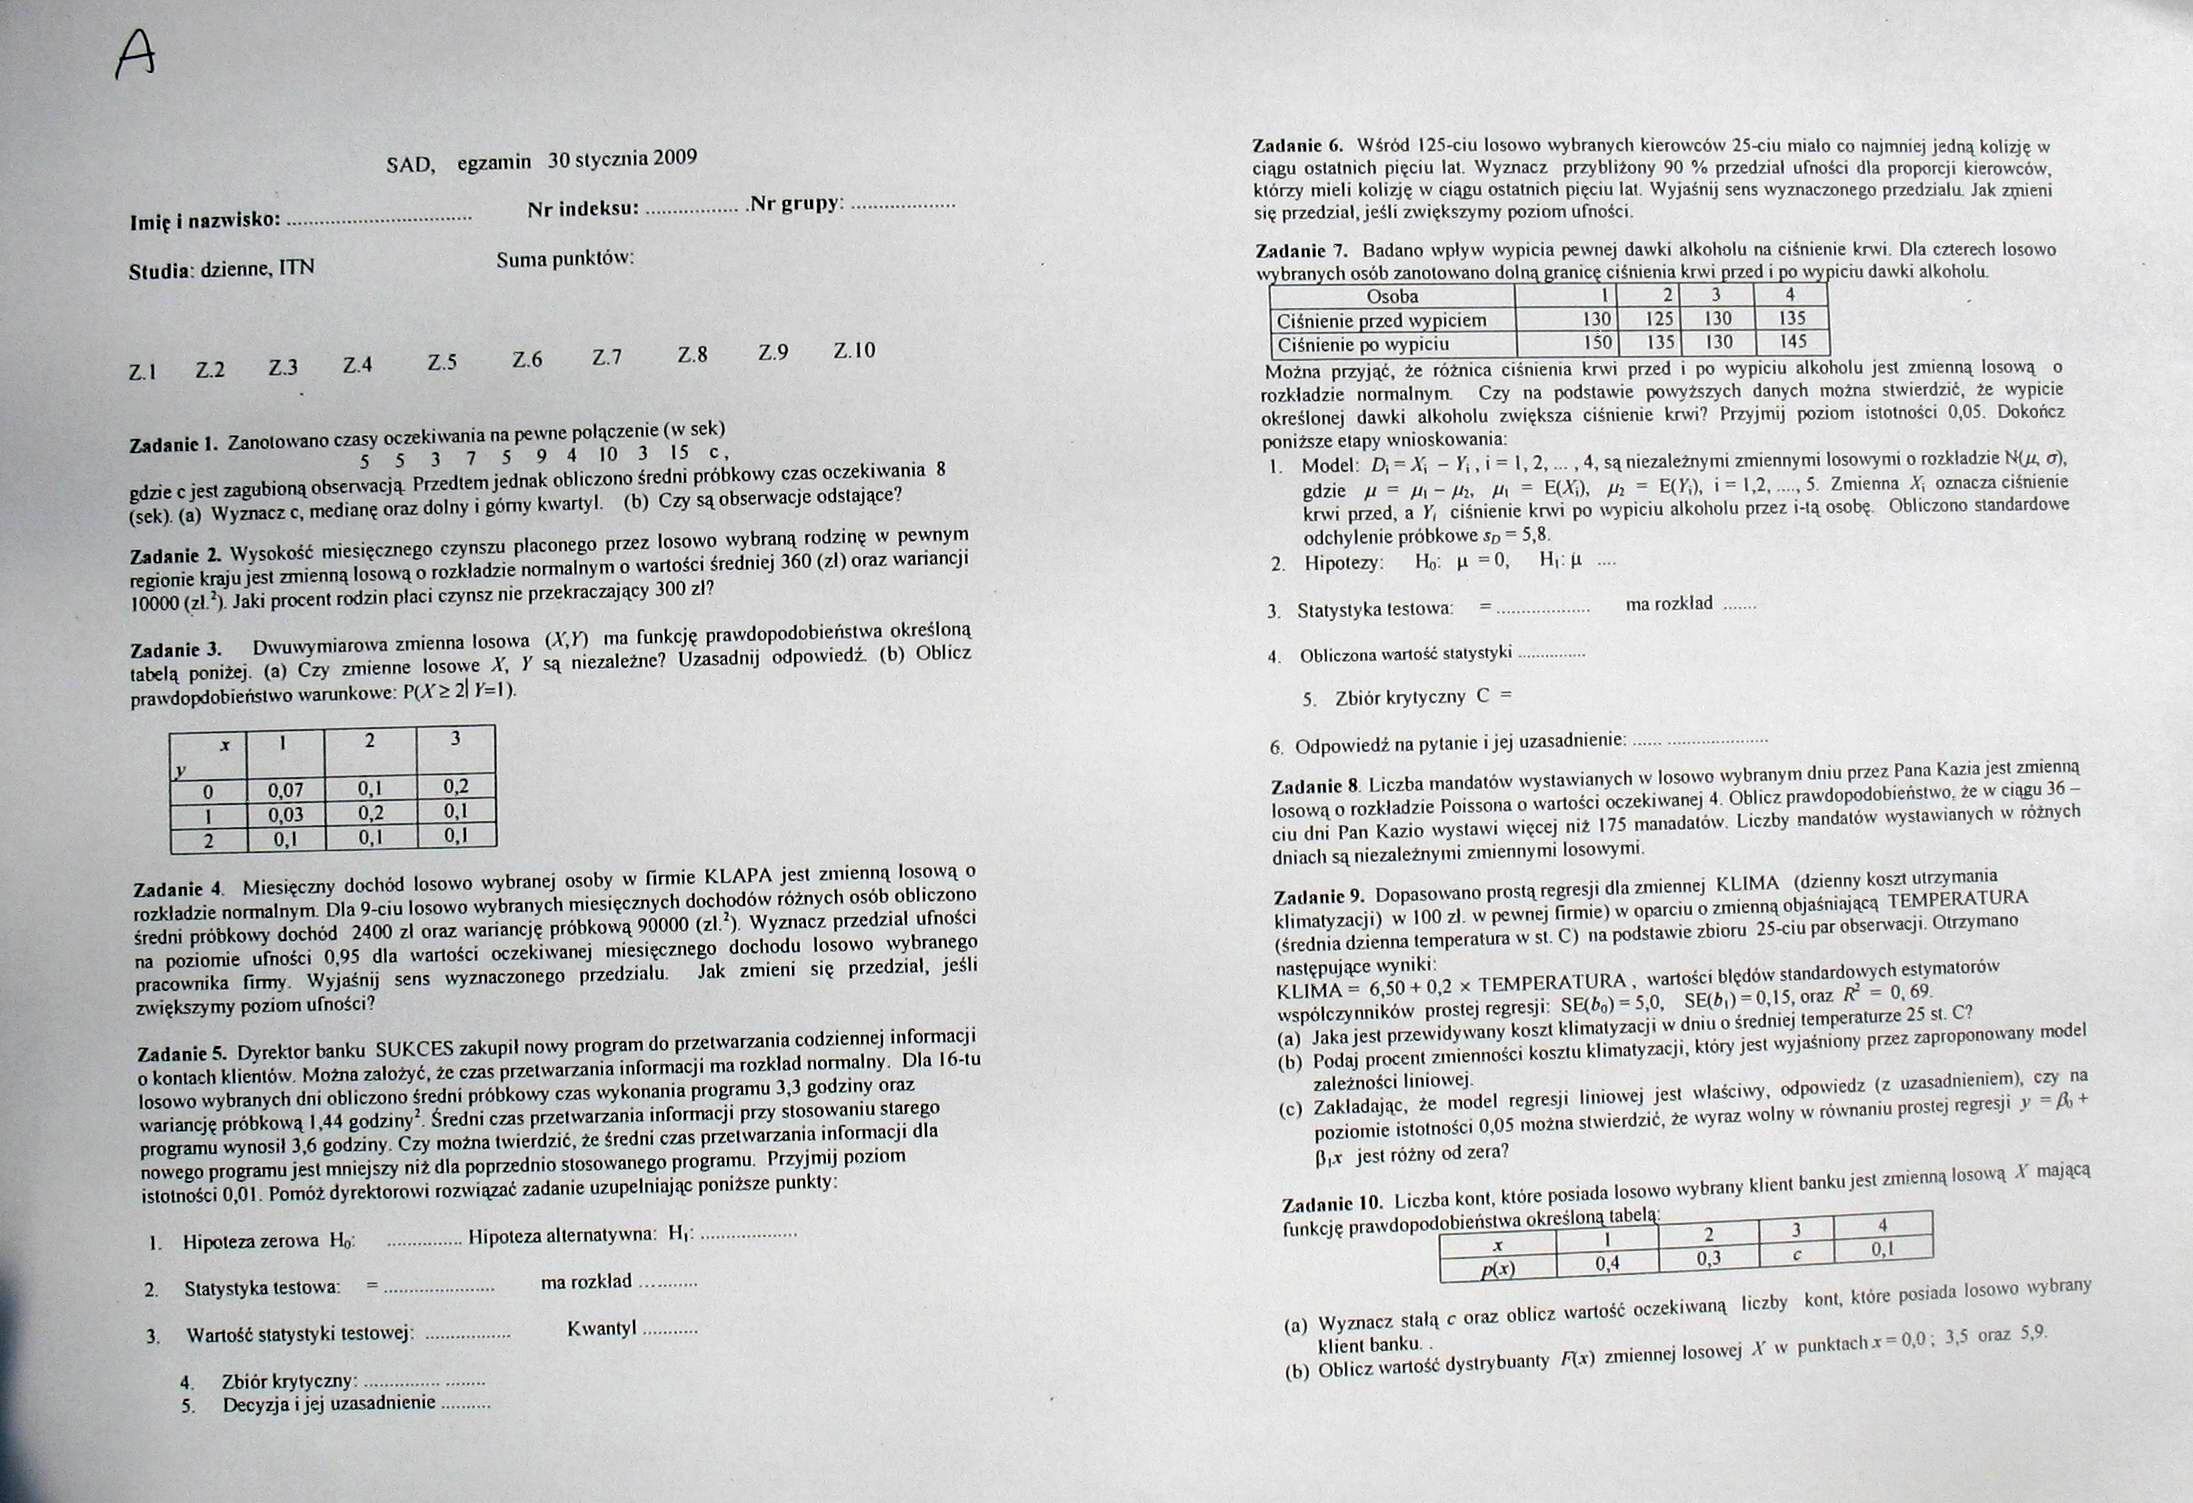 A
SAD, egzamin 30 stycznia 2009
Imię i nazwisko: .............................. Nr indeksu: ................. .Nr grupy: ..................
Studia: dzienne, ITN Suma punktów:
Z.1 Z.2 Z.3 Z.4 Z.5 Z.6 Z.7 Z.8 Z.9 Z.10
Zadanie 1. Zanotowano czasy oczekiwania na pewne połączenie (w sek)
5 5 3 7 5 9 4 10 3 15 c ,
gdzie c jest zagubioną obserwacją. Przedtem jednak obliczono średni próbkowy czas oczekiwania 8
(sek). (a) Wyznacz c, medianę oraz dolny i górny kwartyl. (b) Czy są obserwacje odstające?
Zadanie 2. Wysokość miesięcznego czynszu płaconego przez losowo wybraną rodzinę w pewnym
regionie kraju jest zmienną losową o rozkładzie normalnym o wartości średniej 360 (zł) oraz wariancji
10000 (zł.²). Jaki procent rodzin płaci czynsz nie przekraczający 300 zł?
Zadanie 3. Dwuwymiarowa zmienna losowa (X,Y) ma funkcję prawdopodobieństwa określoną
tabelą poniżej. (a) Czy zmienne losowe X, Y są niezależne? Uzasadnij odpowiedź. (b) Oblicz
prawdopdobieństwo warunkowe: P(X ≥ 2| Y=1).
x 1 2 3
y
0 0,07 0,1 0,2
1 0,03 0,2 0,1
2 0,1 0,1 0,1
Zadanie 4. Miesięczny dochód losowo wybranej osoby w firmie KLAPA jest zmienną losową o
rozkładzie normalnym. Dla 9-ciu losowo wybranych miesięcznych dochodów różnych osób obliczono
średni próbkowy dochód 2400 zł oraz wariancję próbkową 90000 (zł.²). Wyznacz przedział ufności
na poziomie ufności 0,95 dla wartości oczekiwanej miesięcznego dochodu losowo wybranego
pracownika firmy. Wyjaśnij sens wyznaczonego przedziału. Jak zmieni się przedział, jeśli
zwiększymy poziom ufności?
Zadanie 5. Dyrektor banku SUKCES zakupił nowy program do przetwarzania codziennej informacji
o kontach klientów. Można założyć, że czas przetwarzania informacji ma rozkład normalny. Dla 16-tu
losowo wybranych dni obliczono średni próbkowy czas wykonania programu 3,3 godziny oraz
wariancję próbkową 1,44 godziny². Średni czas przetwarzania informacji przy stosowaniu starego
programu wynosił 3,6 godziny. Czy można twierdzić, że średni czas przetwarzania informacji dla
nowego programu jest mniejszy niż dla poprzednio stosowanego programu. Przyjmij poziom
istotności 0,01. Pomóż dyrektorowi rozwiązać zadanie uzupełniając poniższe punkty:
1. Hipoteza zerowa H₀: .............. Hipoteza alternatywna: H₁: ..................
2. Statystyka testowa: = ..................... ma rozkład ...........
3. Wartość statystyki testowej: ................ Kwantyl ...........
4. Zbiór krytyczny: .............. ........
5. Decyzja i jej uzasadnienie ..........
Zadanie 6. Wśród 125-ciu losowo wybranych kierowców 25-ciu miało co najmniej jedną kolizję w
ciągu ostatnich pięciu lat. Wyznacz przybliżony 90 % przedział ufności dla proporcji kierowców,
którzy mieli kolizję w ciągu ostatnich pięciu lat. Wyjaśnij sens wyznaczonego przedziału. Jak zmieni
się przedział, jeśli zwiększymy poziom ufności.
Zadanie 7. Badano wpływ wypicia pewnej dawki alkoholu na ciśnienie krwi. Dla czterech losowo
wybranych osób zanotowano dolną granicę ciśnienia krwi przed i po wypiciu dawki alkoholu.
Osoba 1 2 3 4
Ciśnienie przed wypiciem 130 125 130 135
Ciśnienie po wypiciu 150 135 130 145
Można przyjąć, że różnica ciśnienia krwi przed i po wypiciu alkoholu jest zmienną losową o
rozkładzie normalnym. Czy na podstawie powyższych danych można stwierdzić, że wypicie
określonej dawki alkoholu zwiększa ciśnienie krwi? Przyjmij poziom istotności 0,05. Dokończ
poniższe etapy wnioskowania:
1. Model: Dᵢ = Xᵢ − Yᵢ , i = 1, 2, ... , 4, są niezależnymi zmiennymi losowymi o rozkładzie N(μ, σ),
gdzie μ = μ₁ − μ₂, μ₁ = E(Xᵢ), μ₂ = E(Yᵢ), i = 1,2, ...., 5. Zmienna Xᵢ oznacza ciśnienie
krwi przed, a Yᵢ ciśnienie krwi po wypiciu alkoholu przez i-tą osobę. Obliczono standardowe
odchylenie próbkowe s_D = 5,8.
2. Hipotezy: H₀: μ = 0, H₁: μ ....
3. Statystyka testowa: = .................. ma rozkład ......
4. Obliczona wartość statystyki .............
5. Zbiór krytyczny C =
6. Odpowiedź na pytanie i jej uzasadnienie: ...... ....................
Zadanie 8. Liczba mandatów wystawianych w losowo wybranym dniu przez Pana Kazia jest zmienną
losową o rozkładzie Poissona o wartości oczekiwanej 4. Oblicz prawdopodobieństwo, że w ciągu 36 –
ciu dni Pan Kazio wystawi więcej niż 175 manadatów. Liczby mandatów wystawianych w różnych
dniach są niezależnymi zmiennymi losowymi.
Zadanie 9. Dopasowano prostą regresji dla zmiennej KLIMA (dzienny koszt utrzymania
klimatyzacji) w 100 zł. w pewnej firmie) w oparciu o zmienną objaśniającą TEMPERATURA
(średnia dzienna temperatura w st. C) na podstawie zbioru 25-ciu par obserwacji. Otrzymano
następujące wyniki:
KLIMA = 6,50 + 0,2 × TEMPERATURA , wartości błędów standardowych estymatorów
współczynników prostej regresji: SE(b₀) = 5,0, SE(b₁) = 0,15, oraz R² = 0, 69.
(a) Jaka jest przewidywany koszt klimatyzacji w dniu o średniej temperaturze 25 st. C?
(b) Podaj procent zmienności kosztu klimatyzacji, który jest wyjaśniony przez zaproponowany model
zależności liniowej.
(c) Zakładając, że model regresji liniowej jest właściwy, odpowiedz (z uzasadnieniem), czy na
poziomie istotności 0,05 można stwierdzić, że wyraz wolny w równaniu prostej regresji y = β₀ +
β₁x jest różny od zera?
Zadanie 10. Liczba kont, które posiada losowo wybrany klient banku jest zmienną losową X mającą
funkcję prawdopodobieństwa określoną tabelą:
x 1 2 3 4
p(x) 0,4 0,3 c 0,1
(a) Wyznacz stałą c oraz oblicz wartość oczekiwaną liczby kont, które posiada losowo wybrany
klient banku. .
(b) Oblicz wartość dystrybuanty F(x) zmiennej losowej X w punktach x = 0,0 ; 3,5 oraz 5,9.